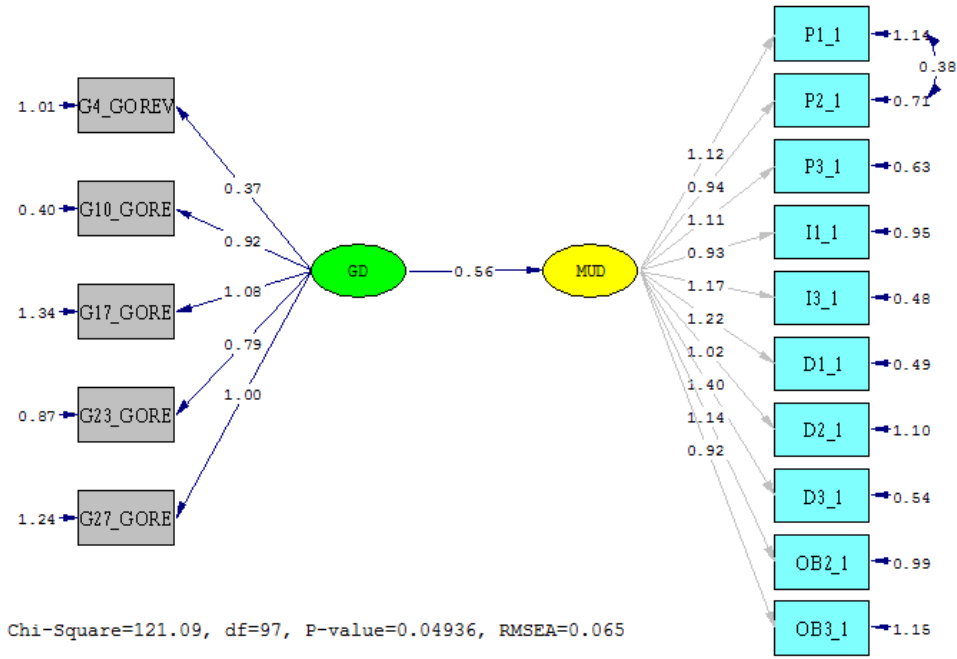 P1_1
1.14
0.38
P2_1
0.71
P3_1
0.63
I1_1
0.95
I3_1
0.48
D1_1
0.49
D2_1
1.10
D3_1
0.54
OB2_1
0.99
OB3_1
1.15
1.01
G4_GOREV
0.40
G10_GORE
1.34
G17_GORE
0.87
G23_GORE
1.24
G27_GORE
0.37
0.92
1.08
0.79
1.00
GD
0.56
MUD
1.12
0.94
1.11
0.93
1.17
1.22
1.02
1.40
1.14
0.92
Chi-Square=121.09, df=97, P-value=0.04936, RMSEA=0.065